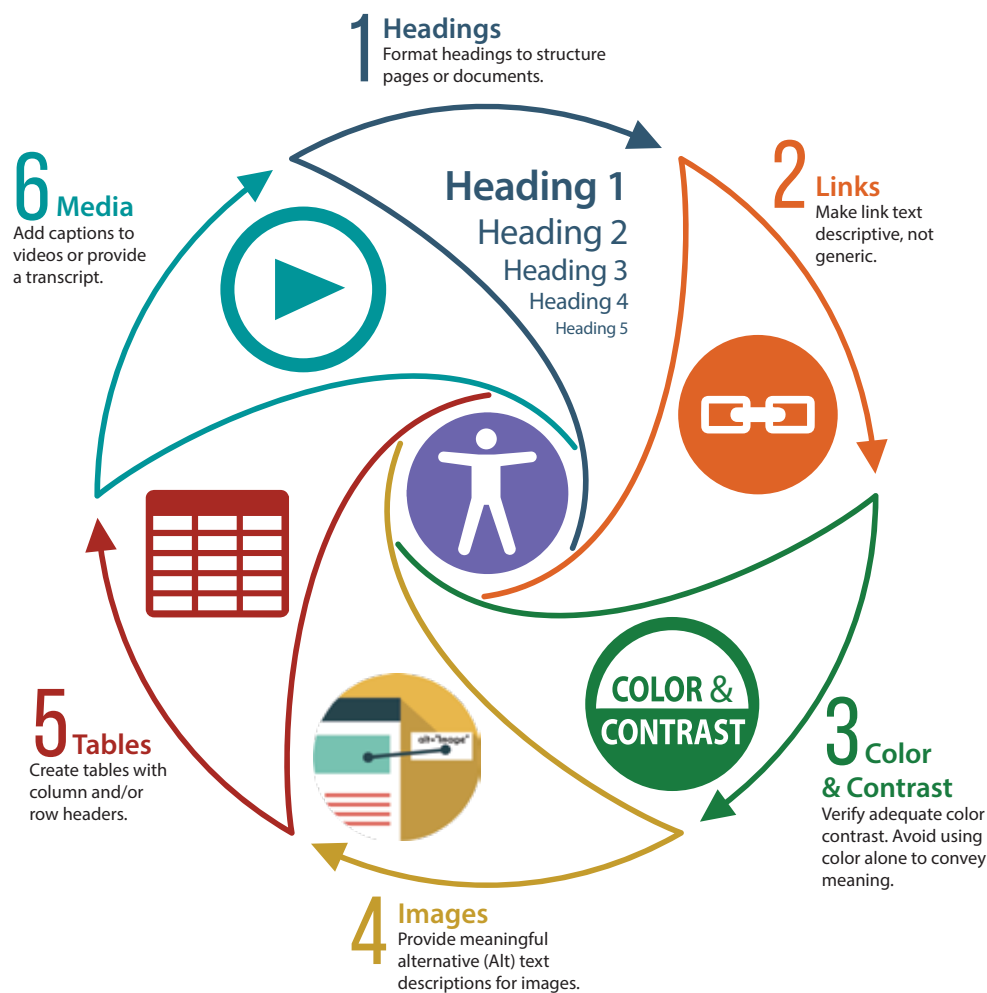 1 Headings
Format headings to structure
pages or documents.
Heading 1
Heading 2
Heading 3
Heading 4
Heading 5
2 Links
Make link text
descriptive, not
generic.
COLOR &
CONTRAST
3 Color
& Contrast
Verify adequate color
contrast. Avoid using
color alone to convey
meaning.
alt="image"
4 Images
Provide meaningful
alternative (Alt) text
descriptions for images.
5 Tables
Create tables with
column and/or
row headers.
6 Media
Add captions to
videos or provide
a transcript.